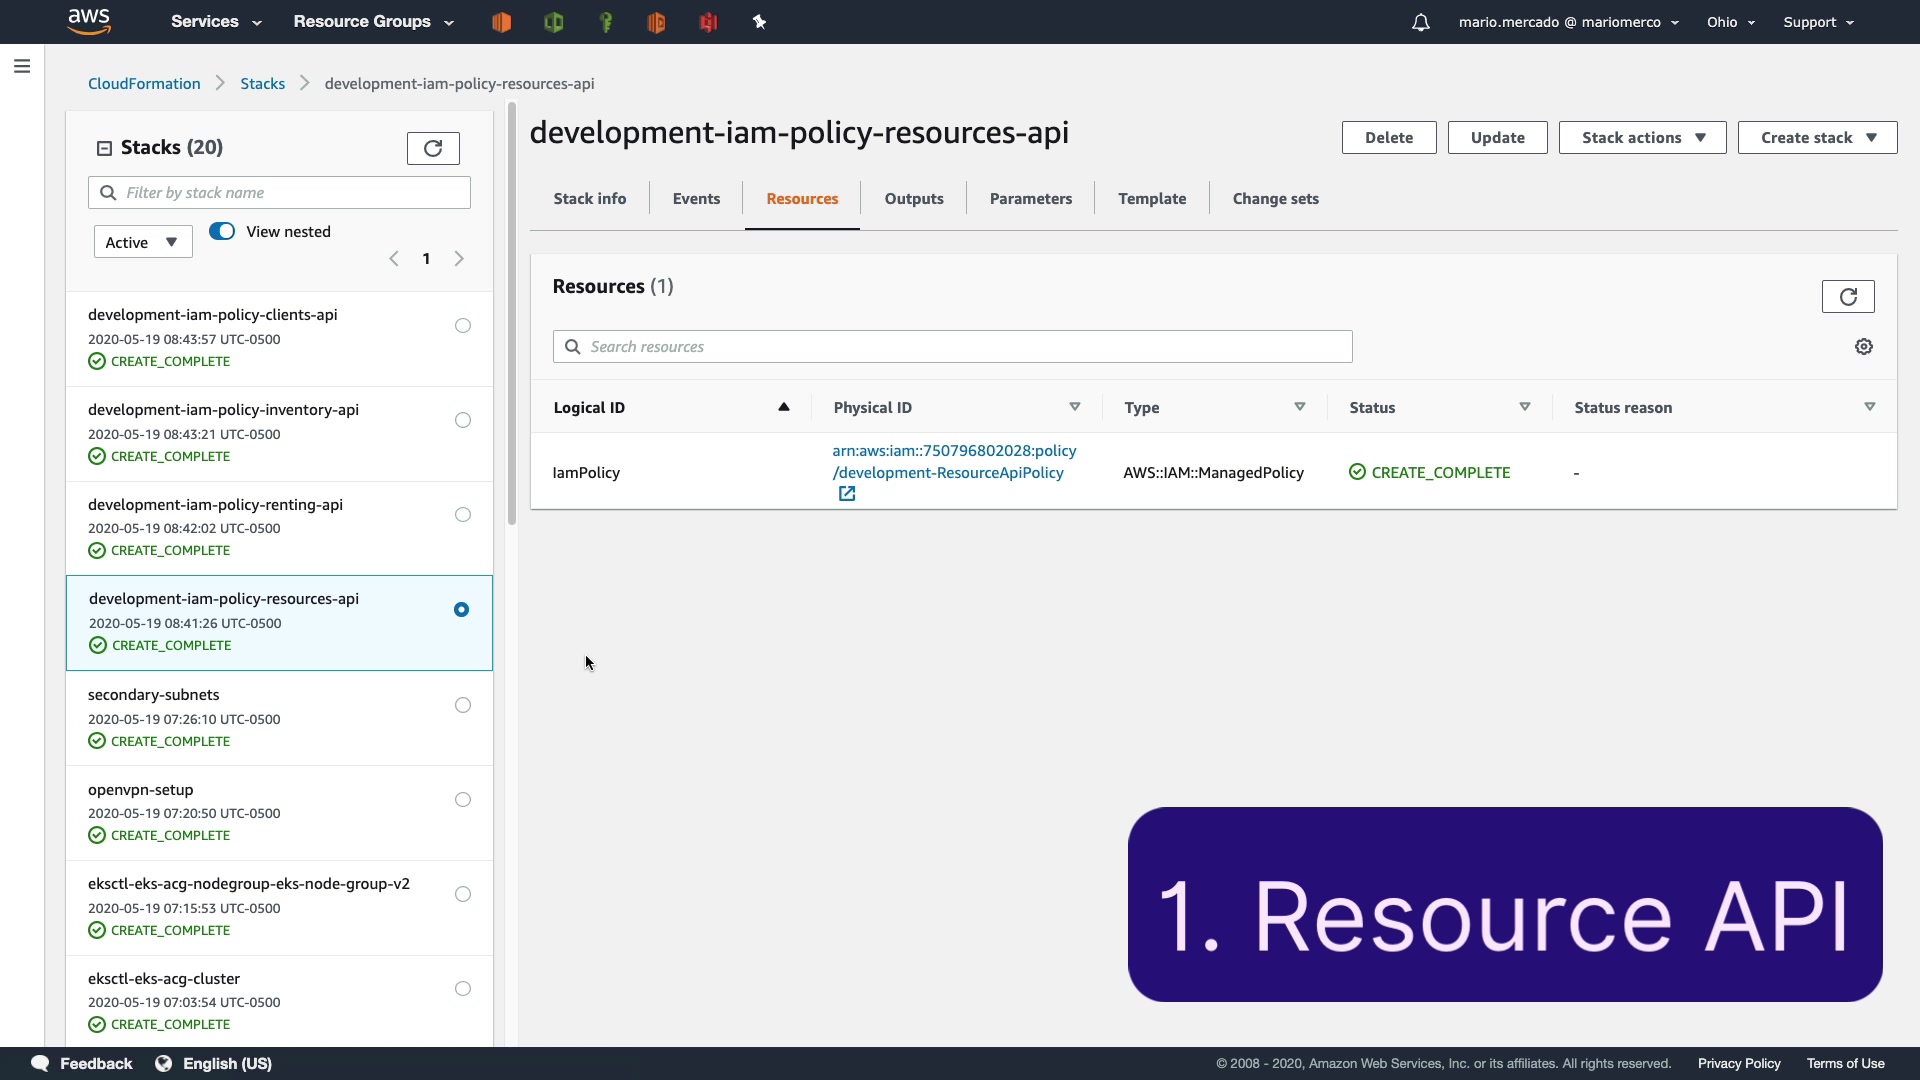 aws
Services
Resource Groups
mario.mercado @ mariomerco
Ohio
Support
CloudFormation
Stacks
development-iam-policy-resources-api
Stacks (20)
Filter by stack name
Active
View nested
1
development-iam-policy-clients-api
2020-05-19 08:43:57 UTC-0500
CREATE_COMPLETE
development-iam-policy-inventory-api
2020-05-19 08:43:21 UTC-0500
CREATE_COMPLETE
development-iam-policy-renting-api
2020-05-19 08:42:02 UTC-0500
CREATE_COMPLETE
development-iam-policy-resources-api
2020-05-19 08:41:26 UTC-0500
CREATE_COMPLETE
secondary-subnets
2020-05-19 07:26:10 UTC-0500
CREATE_COMPLETE
openvpn-setup
2020-05-19 07:20:50 UTC-0500
CREATE_COMPLETE
eksctl-eks-acg-nodegroup-eks-node-group-v2
2020-05-19 07:15:53 UTC-0500
CREATE_COMPLETE
eksctl-eks-acg-cluster
2020-05-19 07:03:54 UTC-0500
CREATE_COMPLETE
development-iam-policy-resources-api
Delete
Update
Stack actions
Create stack
Stack info
Events
Resources
Outputs
Parameters
Template
Change sets
Resources (1)
Search resources
Logical ID
Physical ID
Type
Status
Status reason
IamPolicy
arn:aws:iam::750796802028:policy
/development-ResourceApiPolicy
AWS::IAM::ManagedPolicy
CREATE_COMPLETE
-
1. Resource API
Feedback
English (US)
© 2008 - 2020, Amazon Web Services, Inc. or its affiliates. All rights reserved.
Privacy Policy
Terms of Use